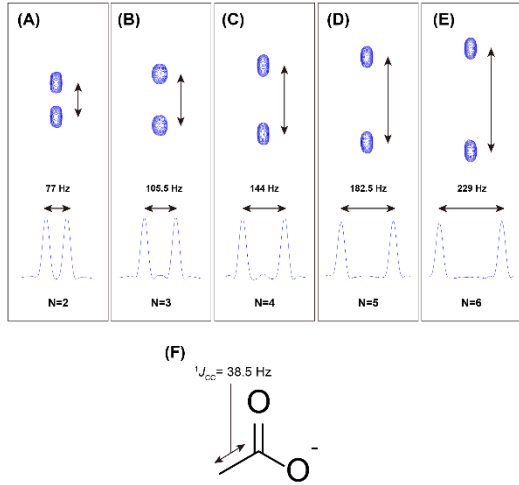 (A) (B) (C) (D) (E)
77 Hz 105.5 Hz 144 Hz 182.5 Hz 229 Hz
N=2 N=3 N=4 N=5 N=6
(F)
¹J_CC = 38.5 Hz
O
-
O